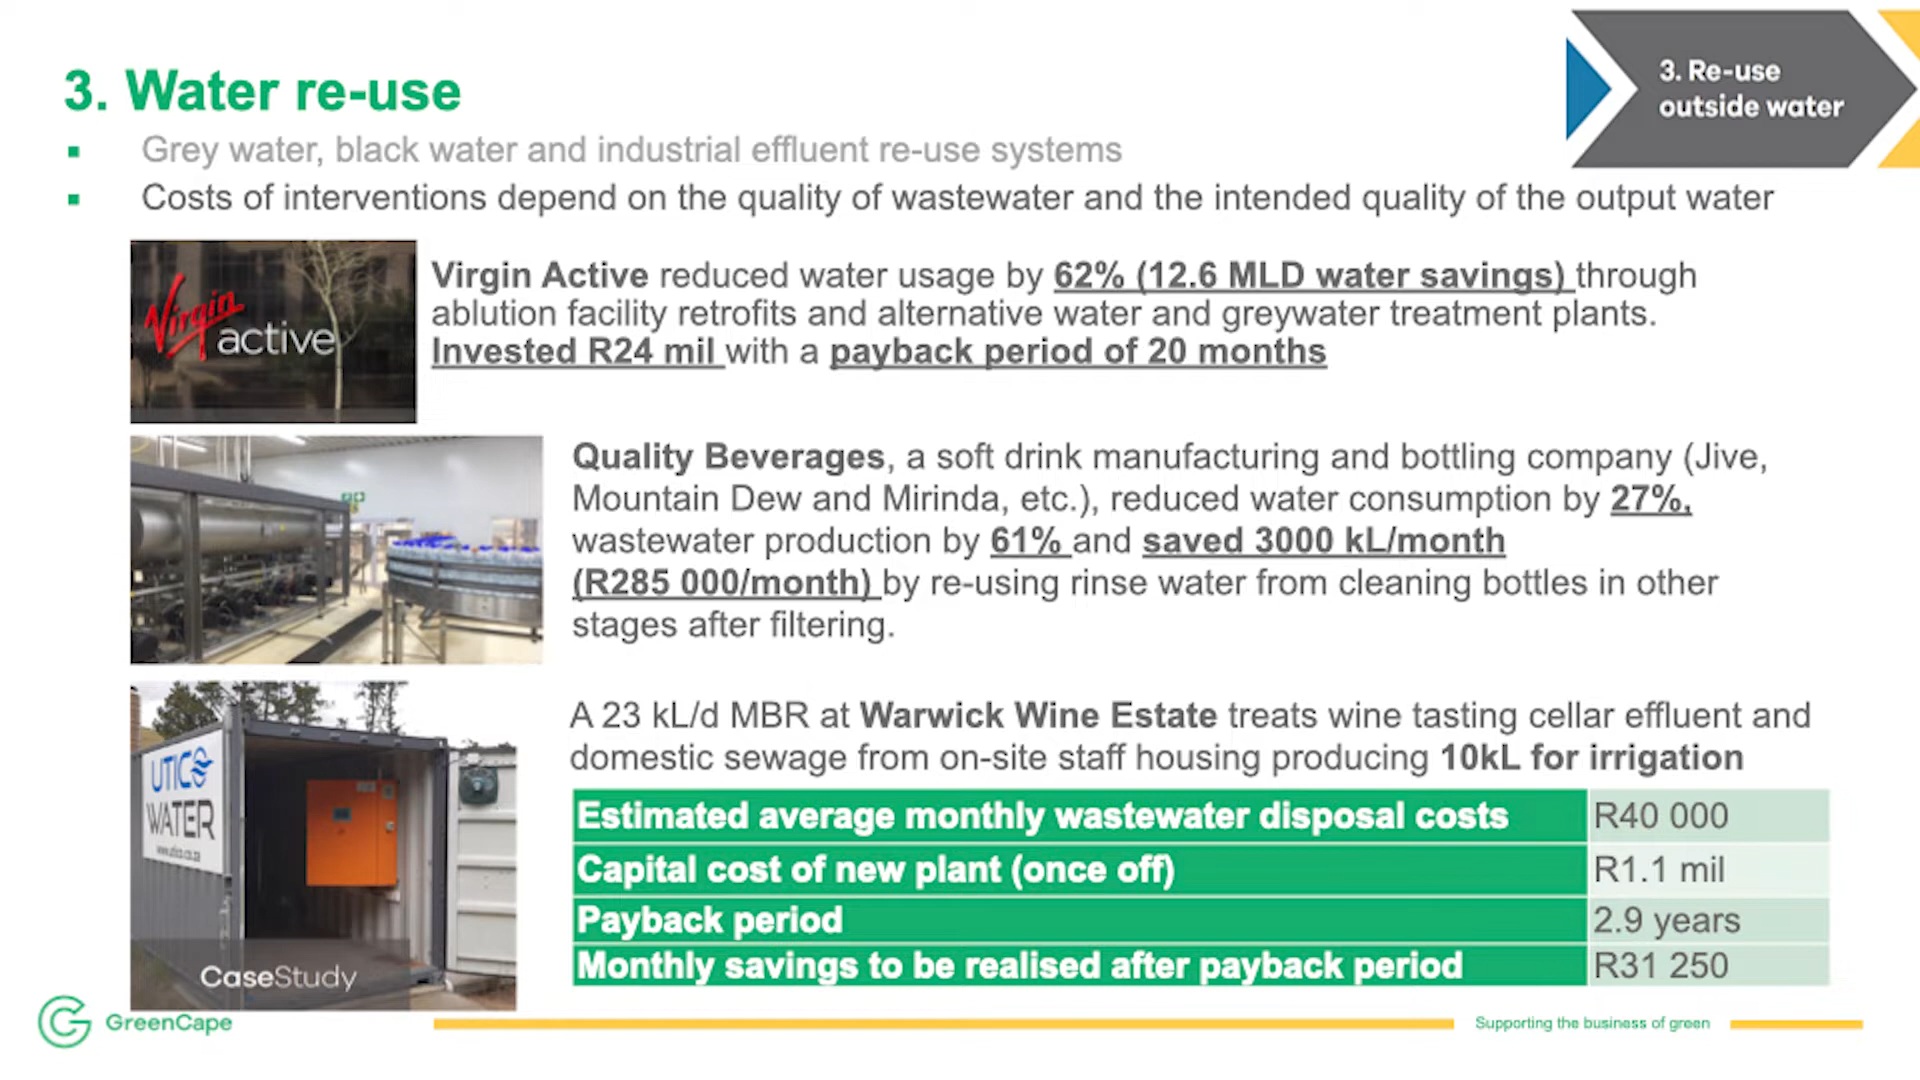 3. Re-use
outside water
3. Water re-use
Grey water, black water and industrial effluent re-use systems
Costs of interventions depend on the quality of wastewater and the intended quality of the output water
Virgin
active
Virgin Active reduced water usage by 62% (12.6 MLD water savings) through
ablution facility retrofits and alternative water and greywater treatment plants.
Invested R24 mil with a payback period of 20 months
Quality Beverages, a soft drink manufacturing and bottling company (Jive,
Mountain Dew and Mirinda, etc.), reduced water consumption by 27%,
wastewater production by 61% and saved 3000 kL/month
(R285 000/month) by re-using rinse water from cleaning bottles in other
stages after filtering.
UTICO
WATER
www.utico.co.za
CaseStudy
A 23 kL/d MBR at Warwick Wine Estate treats wine tasting cellar effluent and
domestic sewage from on-site staff housing producing 10kL for irrigation
Estimated average monthly wastewater disposal costs R40 000
Capital cost of new plant (once off) R1.1 mil
Payback period 2.9 years
Monthly savings to be realised after payback period R31 250
GreenCape
Supporting the business of green